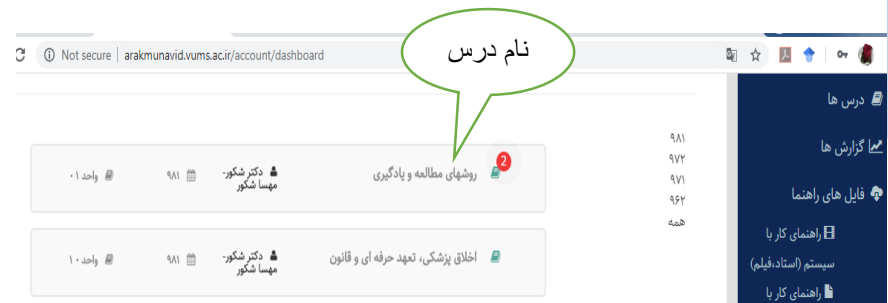 نام درس
Not secure | arakmunavid.vums.ac.ir/account/dashboard
درس ها
گزارش ها
فایل های راهنما
راهنمای کار با
سیستم (استاد،فیلم)
راهنمای کار با
۹۸۱
۹۷۲
۹۷۱
۹۶۲
همه
2
روشهای مطالعه و یادگیری
دکتر شکور-
مهسا شکور
۹۸۱
واحد ۰۱
اخلاق پزشکی، تعهد حرفه ای و قانون
دکتر شکور-
مهسا شکور
۹۸۱
واحد ۱۰